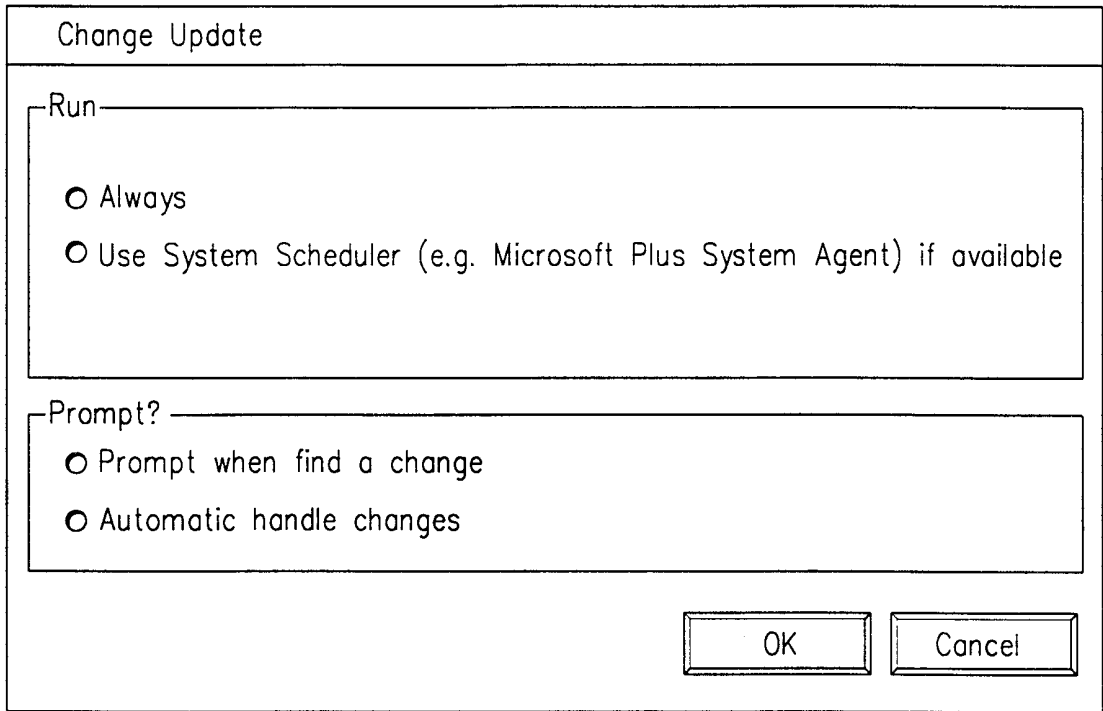 Change Update
Run
Always
Use System Scheduler (e.g. Microsoft Plus System Agent) if available
Prompt?
Prompt when find a change
Automatic handle changes
OK
Cancel